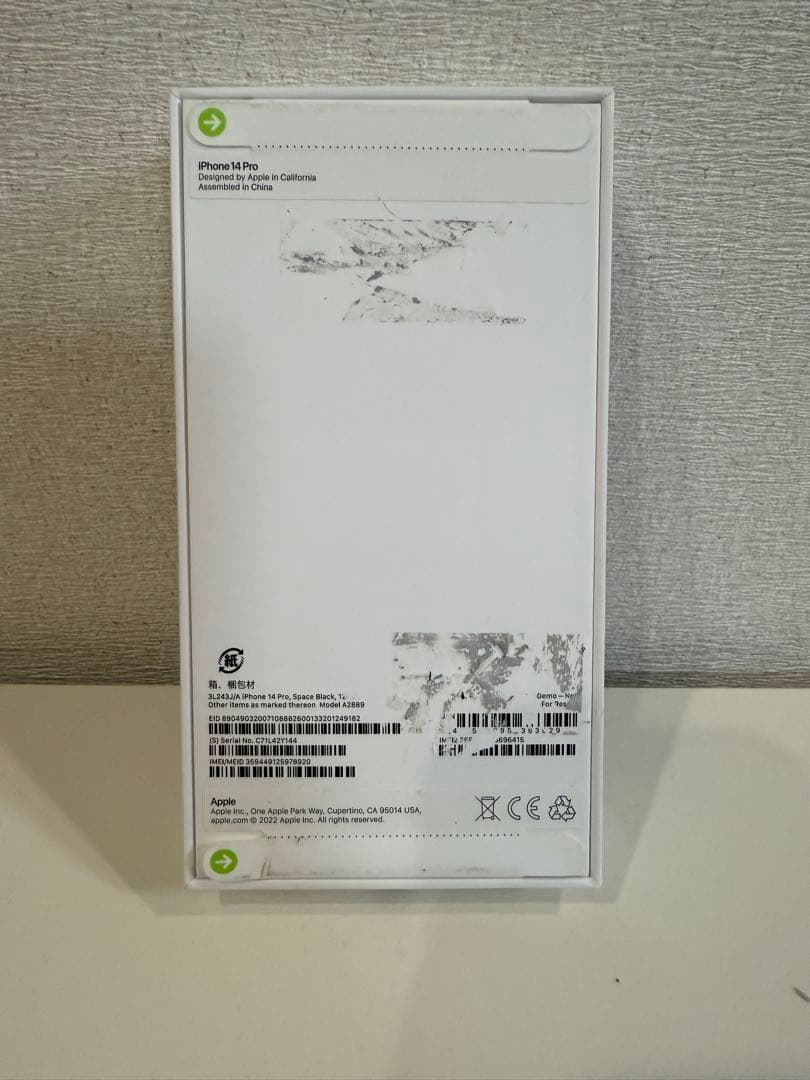 iPhone 14 Pro
Designed by Apple in California
Assembled in China
紙
箱、梱包材
3L243J/A iPhone 14 Pro, Space Black,
Other items as marked thereon Model A2889
Demo –
For
EID 89049032007108882600133201249182
(S) Serial No. C71L42Y144
IMEI/MEID 359449125978920
Apple
Apple Inc., One Apple Park Way, Cupertino, CA 95014 USA,
apple.com © 2022 Apple Inc. All rights reserved.